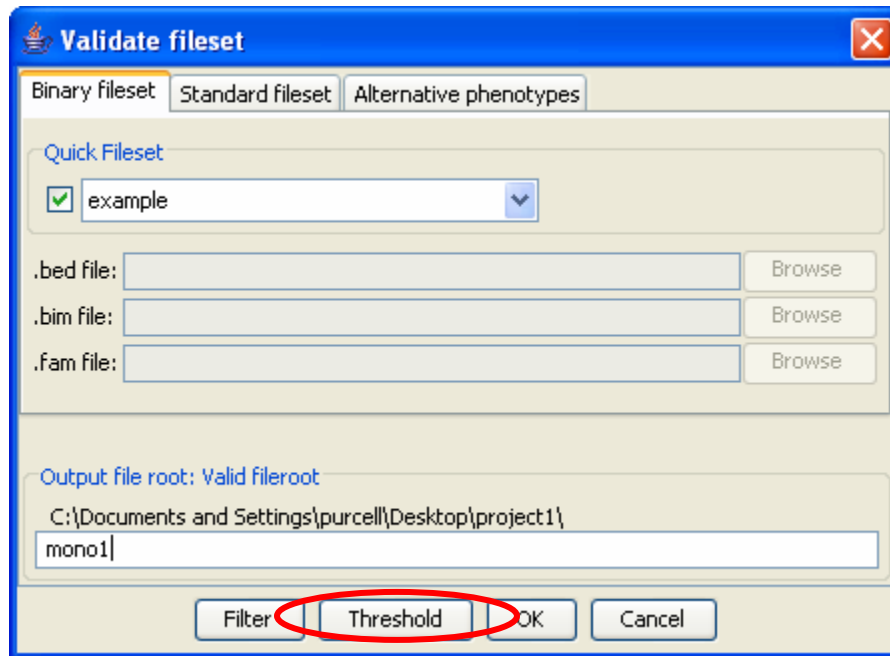 Validate fileset
Binary fileset Standard fileset Alternative phenotypes
Quick Fileset
example
.bed file: Browse
.bim file: Browse
.fam file: Browse
Output file root: Valid fileroot
C:\Documents and Settings\purcell\Desktop\project1\
mono1
Filter Threshold OK Cancel